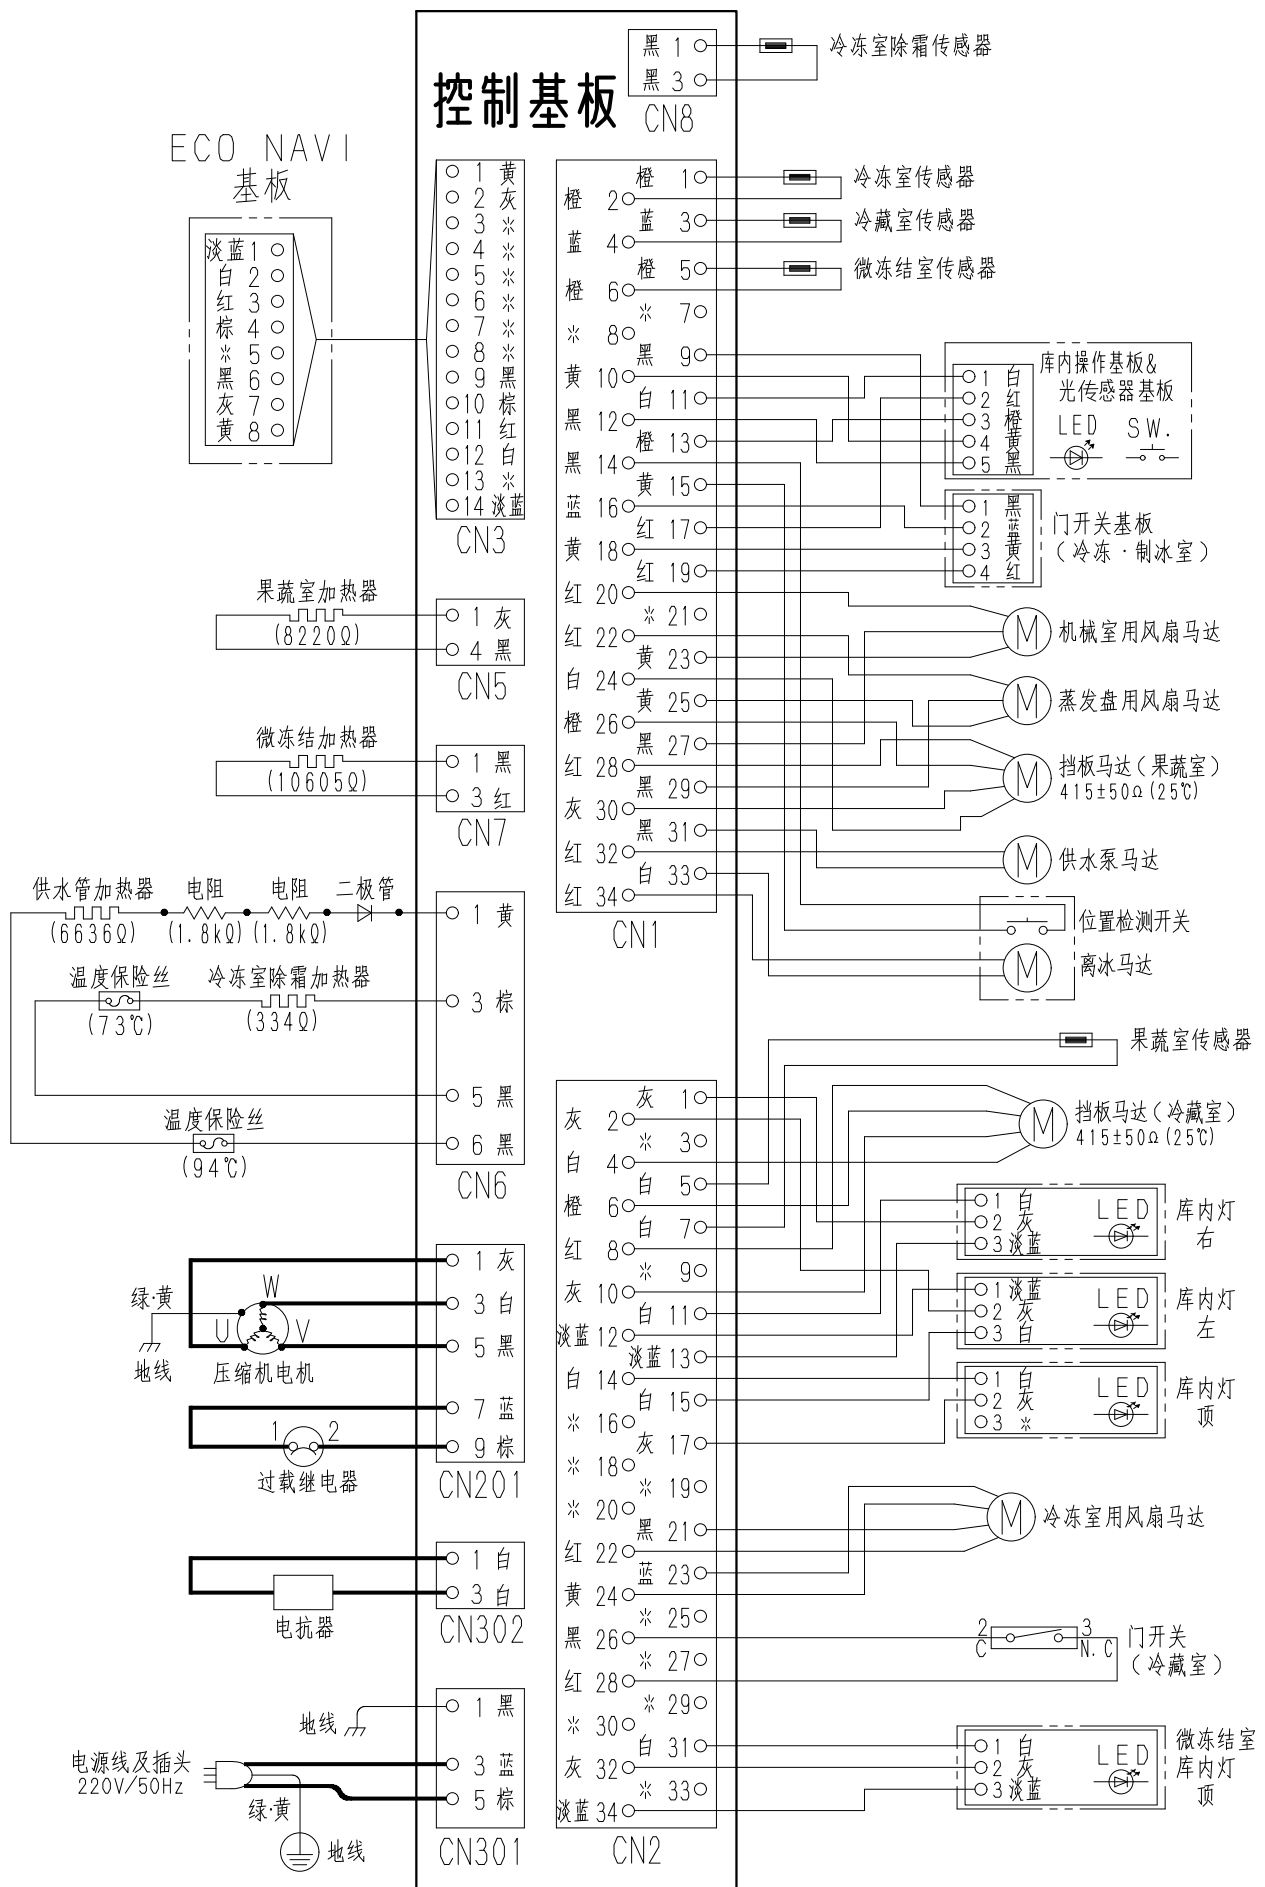 控制基板
黑 1
黑 3
CN8
冷冻室除霜传感器
ECO NAVI
基板
淡蓝 1
白 2
红 3
棕 4
※ 5
黑 6
灰 7
黄 8
1 黄
2 灰
3 ※
4 ※
5 ※
6 ※
7 ※
8 ※
9 黑
10 棕
11 红
12 白
13 ※
14 淡蓝
CN3
果蔬室加热器
(8220Ω)
1 灰
4 黑
CN5
微冻结加热器
(10605Ω)
1 黑
3 红
CN7
供水管加热器
(6636Ω)
电阻
(1.8kΩ)
电阻
(1.8kΩ)
二极管
温度保险丝
(73℃)
冷冻室除霜加热器
(334Ω)
温度保险丝
(94℃)
1 黄
3 棕
5 黑
6 黑
CN6
绿·黄
地线
W
U
V
压缩机电机
1
2
过载继电器
1 灰
3 白
5 黑
7 蓝
9 棕
CN201
电抗器
1 白
3 白
CN302
地线
电源线及插头
220V/50Hz
绿·黄
地线
1 黑
3 蓝
5 棕
CN301
橙 1
橙 2
蓝 3
蓝 4
橙 5
橙 6
※ 7
※ 8
黑 9
黄 10
白 11
黑 12
橙 13
黑 14
黄 15
蓝 16
红 17
黄 18
红 19
红 20
※ 21
红 22
黄 23
白 24
黄 25
橙 26
黑 27
红 28
黑 29
灰 30
黑 31
红 32
白 33
红 34
CN1
冷冻室传感器
冷藏室传感器
微冻结室传感器
1 白
2 红
3 橙
4 黄
5 黑
库内操作基板&
光传感器基板
LED
SW.
1 黑
2 蓝
3 黄
4 红
门开关基板
(冷冻·制冰室)
M
机械室用风扇马达
M
蒸发盘用风扇马达
M
挡板马达(果蔬室)
415±50Ω(25℃)
M
供水泵马达
位置检测开关
M
离冰马达
果蔬室传感器
灰 1
灰 2
※ 3
白 4
白 5
橙 6
白 7
红 8
※ 9
灰 10
白 11
淡蓝 12
淡蓝 13
白 14
白 15
※ 16
灰 17
※ 18
※ 19
※ 20
黑 21
红 22
蓝 23
黄 24
※ 25
黑 26
※ 27
红 28
※ 29
※ 30
白 31
灰 32
※ 33
淡蓝 34
CN2
M
挡板马达(冷藏室)
415±50Ω(25℃)
1 白
2 灰
3 淡蓝
LED
库内灯
右
1 淡蓝
2 灰
3 白
LED
库内灯
左
1 白
2 灰
3 ※
LED
库内灯
顶
M
冷冻室用风扇马达
2
C
3
N.C
门开关
(冷藏室)
1 白
2 灰
3 淡蓝
LED
微冻结室
库内灯
顶